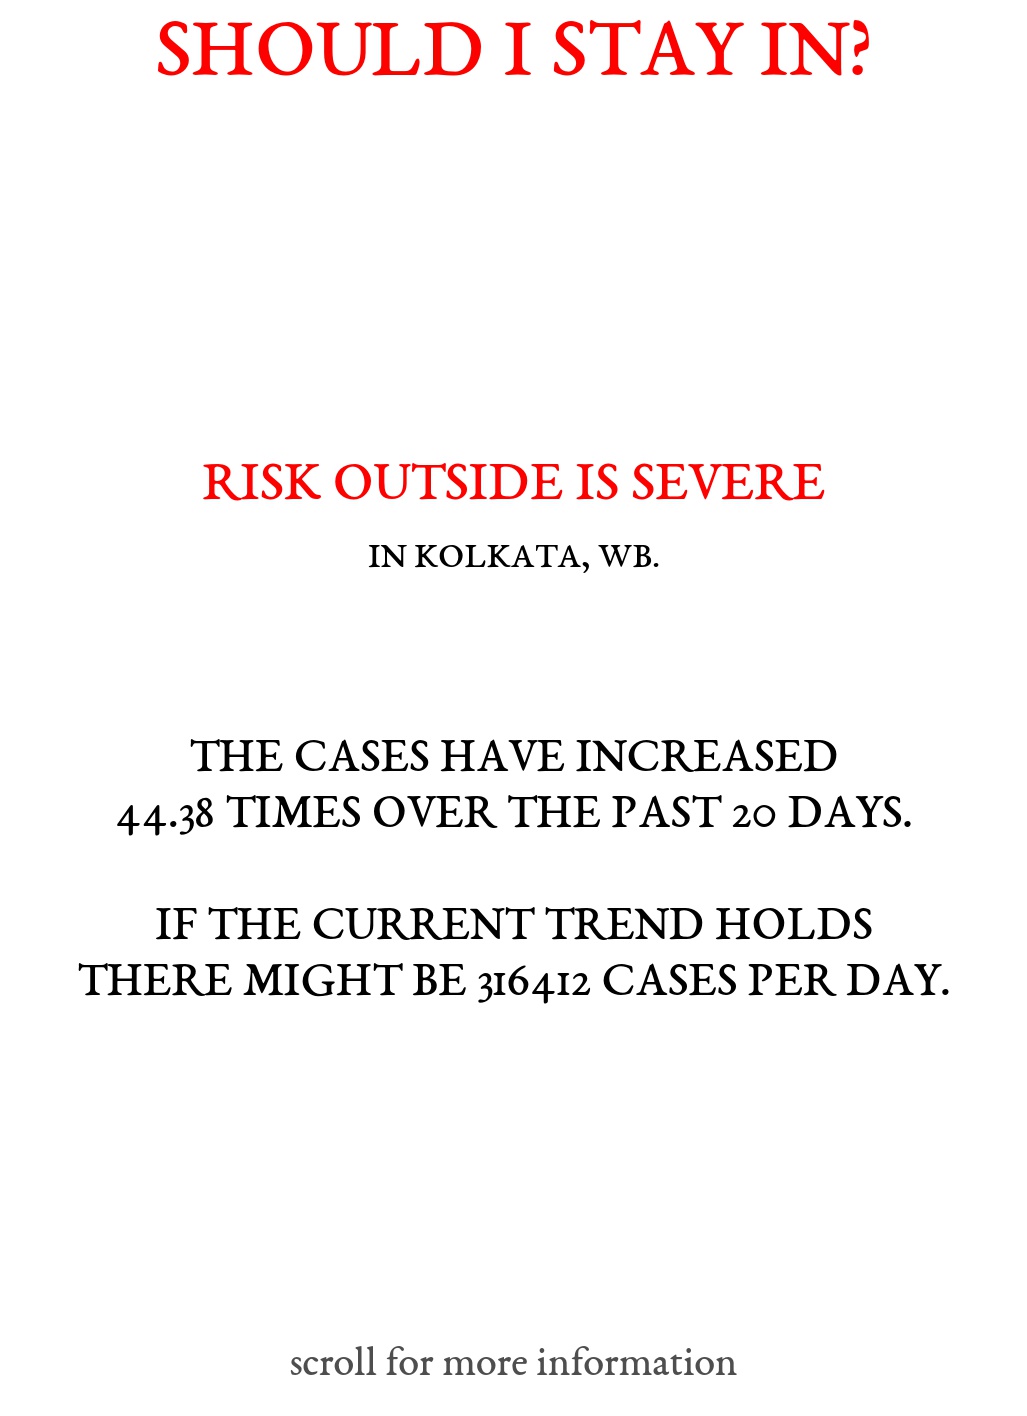 SHOULD I STAY IN?
RISK OUTSIDE IS SEVERE
IN KOLKATA, WB.
THE CASES HAVE INCREASED
44.38 TIMES OVER THE PAST 20 DAYS.
IF THE CURRENT TREND HOLDS
THERE MIGHT BE 316412 CASES PER DAY.
scroll for more information